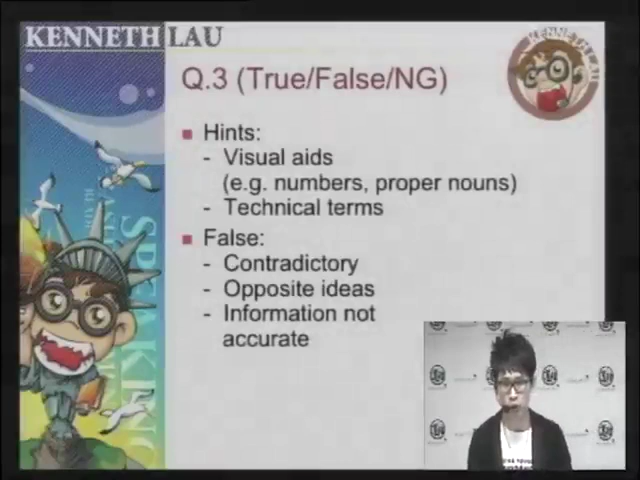 KENNETH LAU
Q.3 (True/False/NG)
Hints:
- Visual aids
(e.g. numbers, proper nouns)
- Technical terms
False:
- Contradictory
- Opposite ideas
- Information not
accurate
SPEAKING